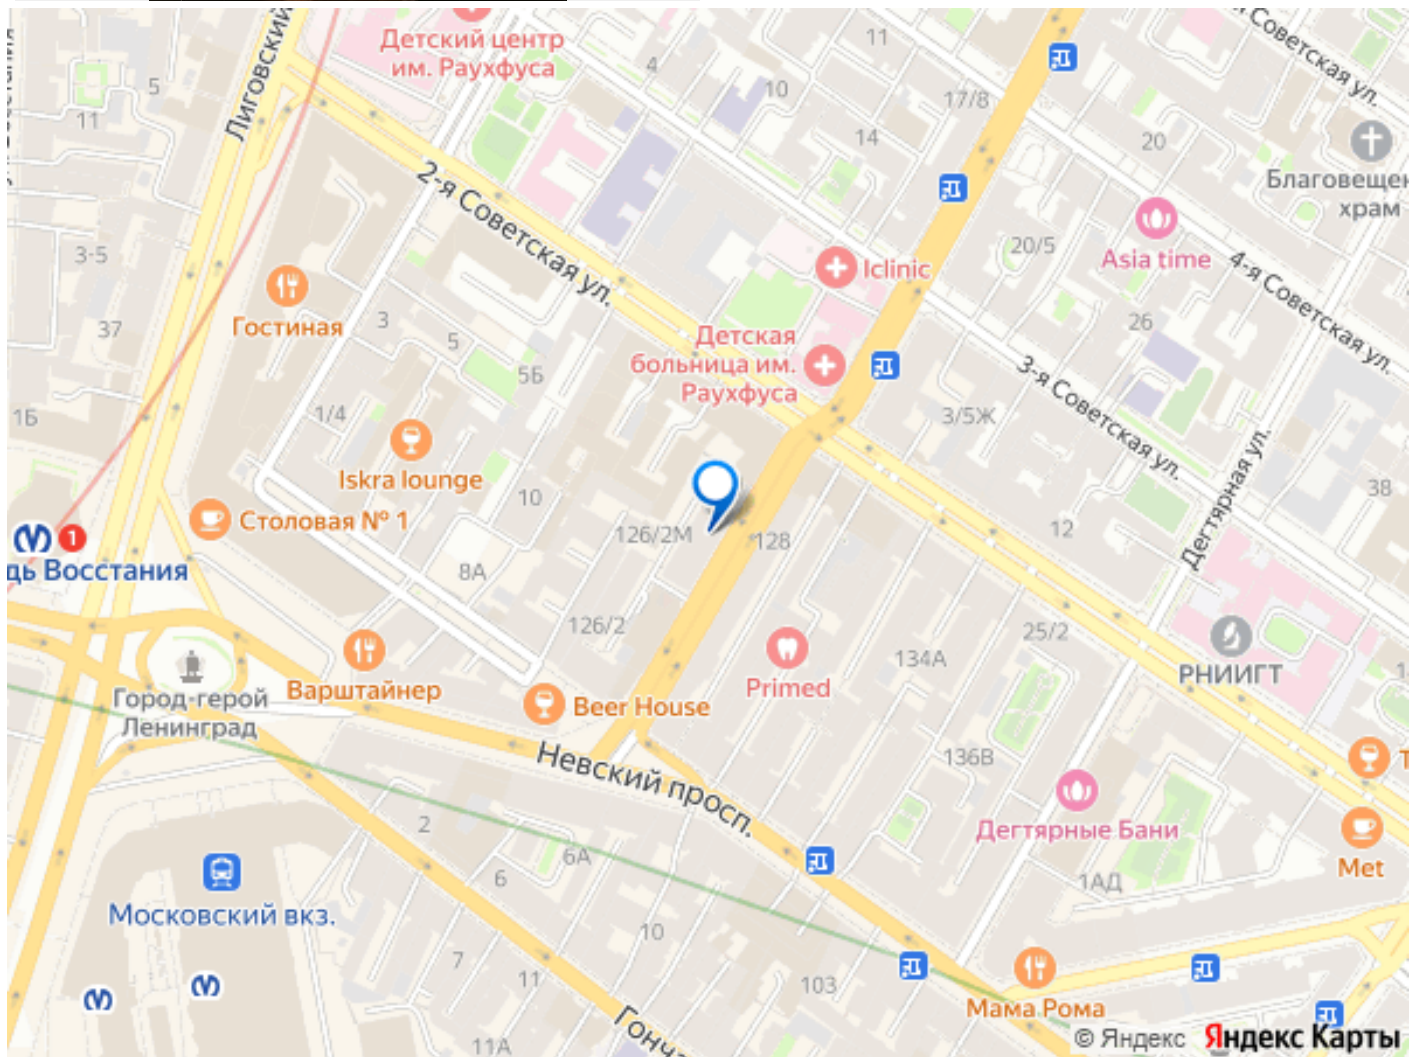 Детский центр
им. Раухфуса
11
4
10
17/8
Советская ул.
5
11
Лиговский
14
20
Благовещен
храм
2-я Советская ул.
3-5
Iclinic
20/5
Asia time
4-я Советская ул.
Гостиная
3
37
5
Детская
больница им.
Раухфуса
26
5Б
3-я Советская ул.
1/4
1Б
3/5Ж
Iskra lounge
Дегтярная ул.
38
10
Столовая № 1
126/2М
128
12
1
дь Восстания
8А
126/2
25/2
134А
РНИИГТ
Варштайнер
Primed
Город-герой
Ленинград
Beer House
Невский просп.
136В
Дегтярные Бани
2
6А
6
Met
1АД
Московский вкз.
10
7
11
103
Мама Рома
Гонча
11А
© Яндекс Яндекс Карты